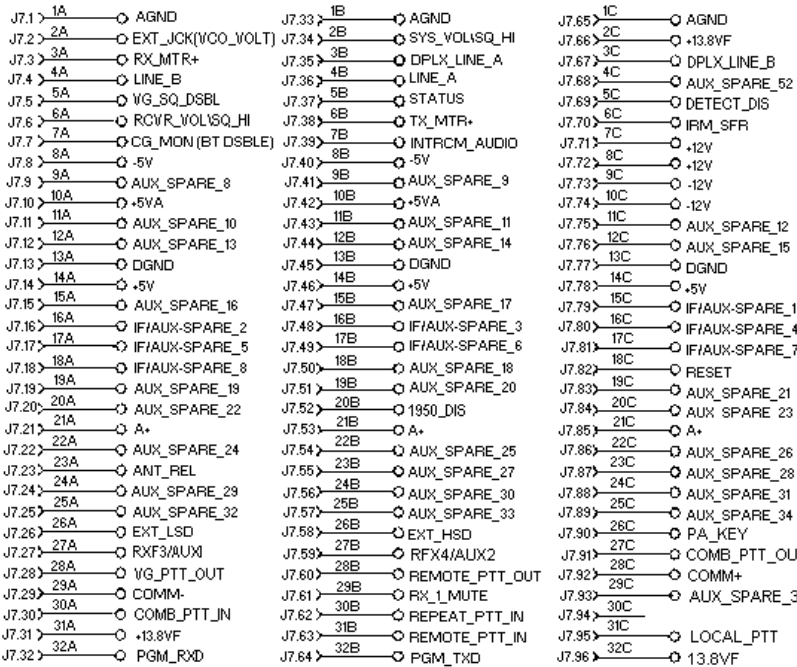 J7.1 1A AGND
J7.2 2A EXT_JCK(VCO_VOLT)
J7.3 3A RX_MTR+
J7.4 4A LINE_B
J7.5 5A VG_SQ_DSBL
J7.6 6A RCVR_VOL\SQ_HI
J7.7 7A CG_MON(BT DSBLE)
J7.8 8A -5V
J7.9 9A AUX_SPARE_8
J7.10 10A +5VA
J7.11 11A AUX_SPARE_10
J7.12 12A AUX_SPARE_13
J7.13 13A DGND
J7.14 14A +5V
J7.15 15A AUX_SPARE_16
J7.16 16A IF/AUX-SPARE_2
J7.17 17A IF/AUX-SPARE_5
J7.18 18A IF/AUX-SPARE_8
J7.19 19A AUX_SPARE_19
J7.20 20A AUX_SPARE_22
J7.21 21A A+
J7.22 22A AUX_SPARE_24
J7.23 23A ANT_REL
J7.24 24A AUX_SPARE_29
J7.25 25A AUX_SPARE_32
J7.26 26A EXT_LSD
J7.27 27A RXF3/AUXI
J7.28 28A VG_PTT_OUT
J7.29 29A COMM-
J7.30 30A COMB_PTT_IN
J7.31 31A +13.8VF
J7.32 32A PGM_RXD
J7.33 1B AGND
J7.34 2B SYS_VOL\SQ_HI
J7.35 3B DPLX_LINE_A
J7.36 4B LINE_A
J7.37 5B STATUS
J7.38 6B TX_MTR+
J7.39 7B INTRCM_AUDIO
J7.40 8B -5V
J7.41 9B AUX_SPARE_9
J7.42 10B +5VA
J7.43 11B AUX_SPARE_11
J7.44 12B AUX_SPARE_14
J7.45 13B DGND
J7.46 14B +5V
J7.47 15B AUX_SPARE_17
J7.48 16B IF/AUX-SPARE_3
J7.49 17B IF/AUX-SPARE_6
J7.50 18B AUX_SPARE_18
J7.51 19B AUX_SPARE_20
J7.52 20B 1950_DIS
J7.53 21B A+
J7.54 22B AUX_SPARE_25
J7.55 23B AUX_SPARE_27
J7.56 24B AUX_SPARE_30
J7.57 25B AUX_SPARE_33
J7.58 26B EXT_HSD
J7.59 27B RFX4/AUX2
J7.60 28B REMOTE_PTT_OUT
J7.61 29B RX_1_MUTE
J7.62 30B REPEAT_PTT_IN
J7.63 31B REMOTE_PTT_IN
J7.64 32B PGM_TXD
J7.65 1C AGND
J7.66 2C +13.8VF
J7.67 3C DPLX_LINE_B
J7.68 4C AUX_SPARE_52
J7.69 5C DETECT_DIS
J7.70 6C IRM_SFR
J7.71 7C +12V
J7.72 8C +12V
J7.73 9C -12V
J7.74 10C -12V
J7.75 11C AUX_SPARE_12
J7.76 12C AUX_SPARE_15
J7.77 13C DGND
J7.78 14C +5V
J7.79 15C IF/AUX-SPARE_1
J7.80 16C IF/AUX-SPARE_4
J7.81 17C IF/AUX-SPARE_7
J7.82 18C RESET
J7.83 19C AUX_SPARE_21
J7.84 20C AUX SPARE 23
J7.85 21C A+
J7.86 22C AUX_SPARE_26
J7.87 23C AUX_SPARE_28
J7.88 24C AUX_SPARE_31
J7.89 25C AUX_SPARE_34
J7.90 26C PA_KEY
J7.91 27C COMB_PTT_OU
J7.92 28C COMM+
J7.93 29C AUX_SPARE_3
J7.94 30C
J7.95 31C LOCAL_PTT
J7.96 32C 13.8VF